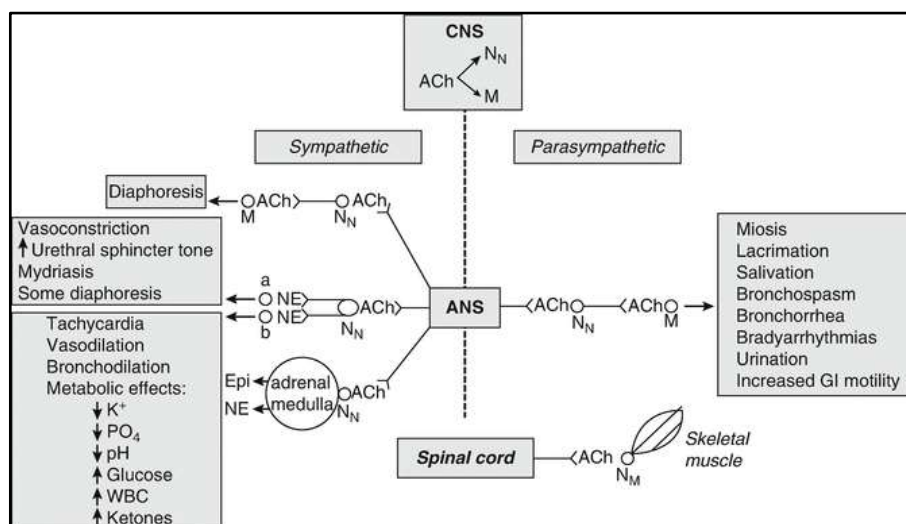 CNS
ACh
N_N
M
Sympathetic
Parasympathetic
Diaphoresis
M
ACh
N_N
ACh
Vasoconstriction
↑ Urethral sphincter tone
Mydriasis
Some diaphoresis
a
NE
b
NE
N_N
ACh
ANS
ACh
N_N
ACh
M
Miosis
Lacrimation
Salivation
Bronchospasm
Bronchorrhea
Bradyarrhythmias
Urination
Increased GI motility
Tachycardia
Vasodilation
Bronchodilation
Metabolic effects:
↓ K⁺
↓ PO₄
↓ pH
↑ Glucose
↑ WBC
↑ Ketones
Epi
NE
adrenal
medulla
N_N
ACh
Spinal cord
ACh
N_M
Skeletal
muscle